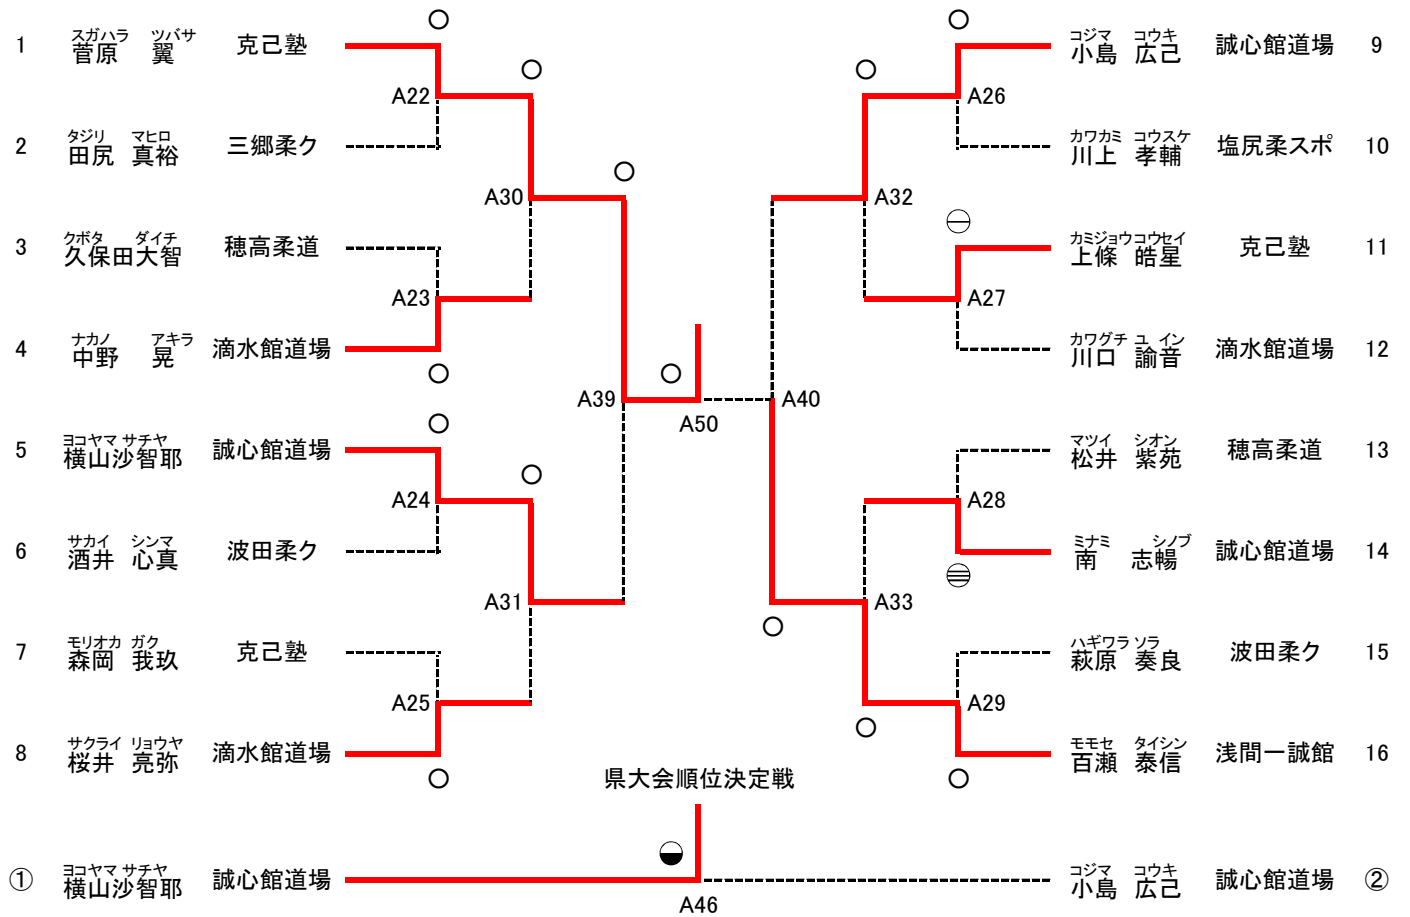 1 スガハラ ツバサ 菅原 翼 克己塾
2 タジリ マヒロ 田尻 真裕 三郷柔ク
3 クボタ ダイチ 久保田大智 穂高柔道
4 ナカノ アキラ 中野 晃 滴水館道場
5 ヨコヤマ サチヤ 横山沙智耶 誠心館道場
6 サカイ シンマ 酒井 心真 波田柔ク
7 モリオカ ガク 森岡 我玖 克己塾
8 サクライ リョウヤ 桜井 亮弥 滴水館道場
A22
A23
A24
A25
A30
A31
A39
A50
A40
A32
A33
A26
A27
A28
A29
コジマ コウキ 小島 広己 誠心館道場 9
カワカミ コウスケ 川上 孝輔 塩尻柔スポ 10
カミジョウ コウセイ 上條 皓星 克己塾 11
カワグチ ユイン 川口 諭音 滴水館道場 12
マツイ シオン 松井 紫苑 穂高柔道 13
ミナミ シノブ 南 志暢 誠心館道場 14
ハギワラ ソラ 萩原 奏良 波田柔ク 15
モモセ タイシン 百瀬 泰信 浅間一誠館 16
県大会順位決定戦
① ヨコヤマ サチヤ 横山沙智耶 誠心館道場
A46
コジマ コウキ 小島 広己 誠心館道場 ②